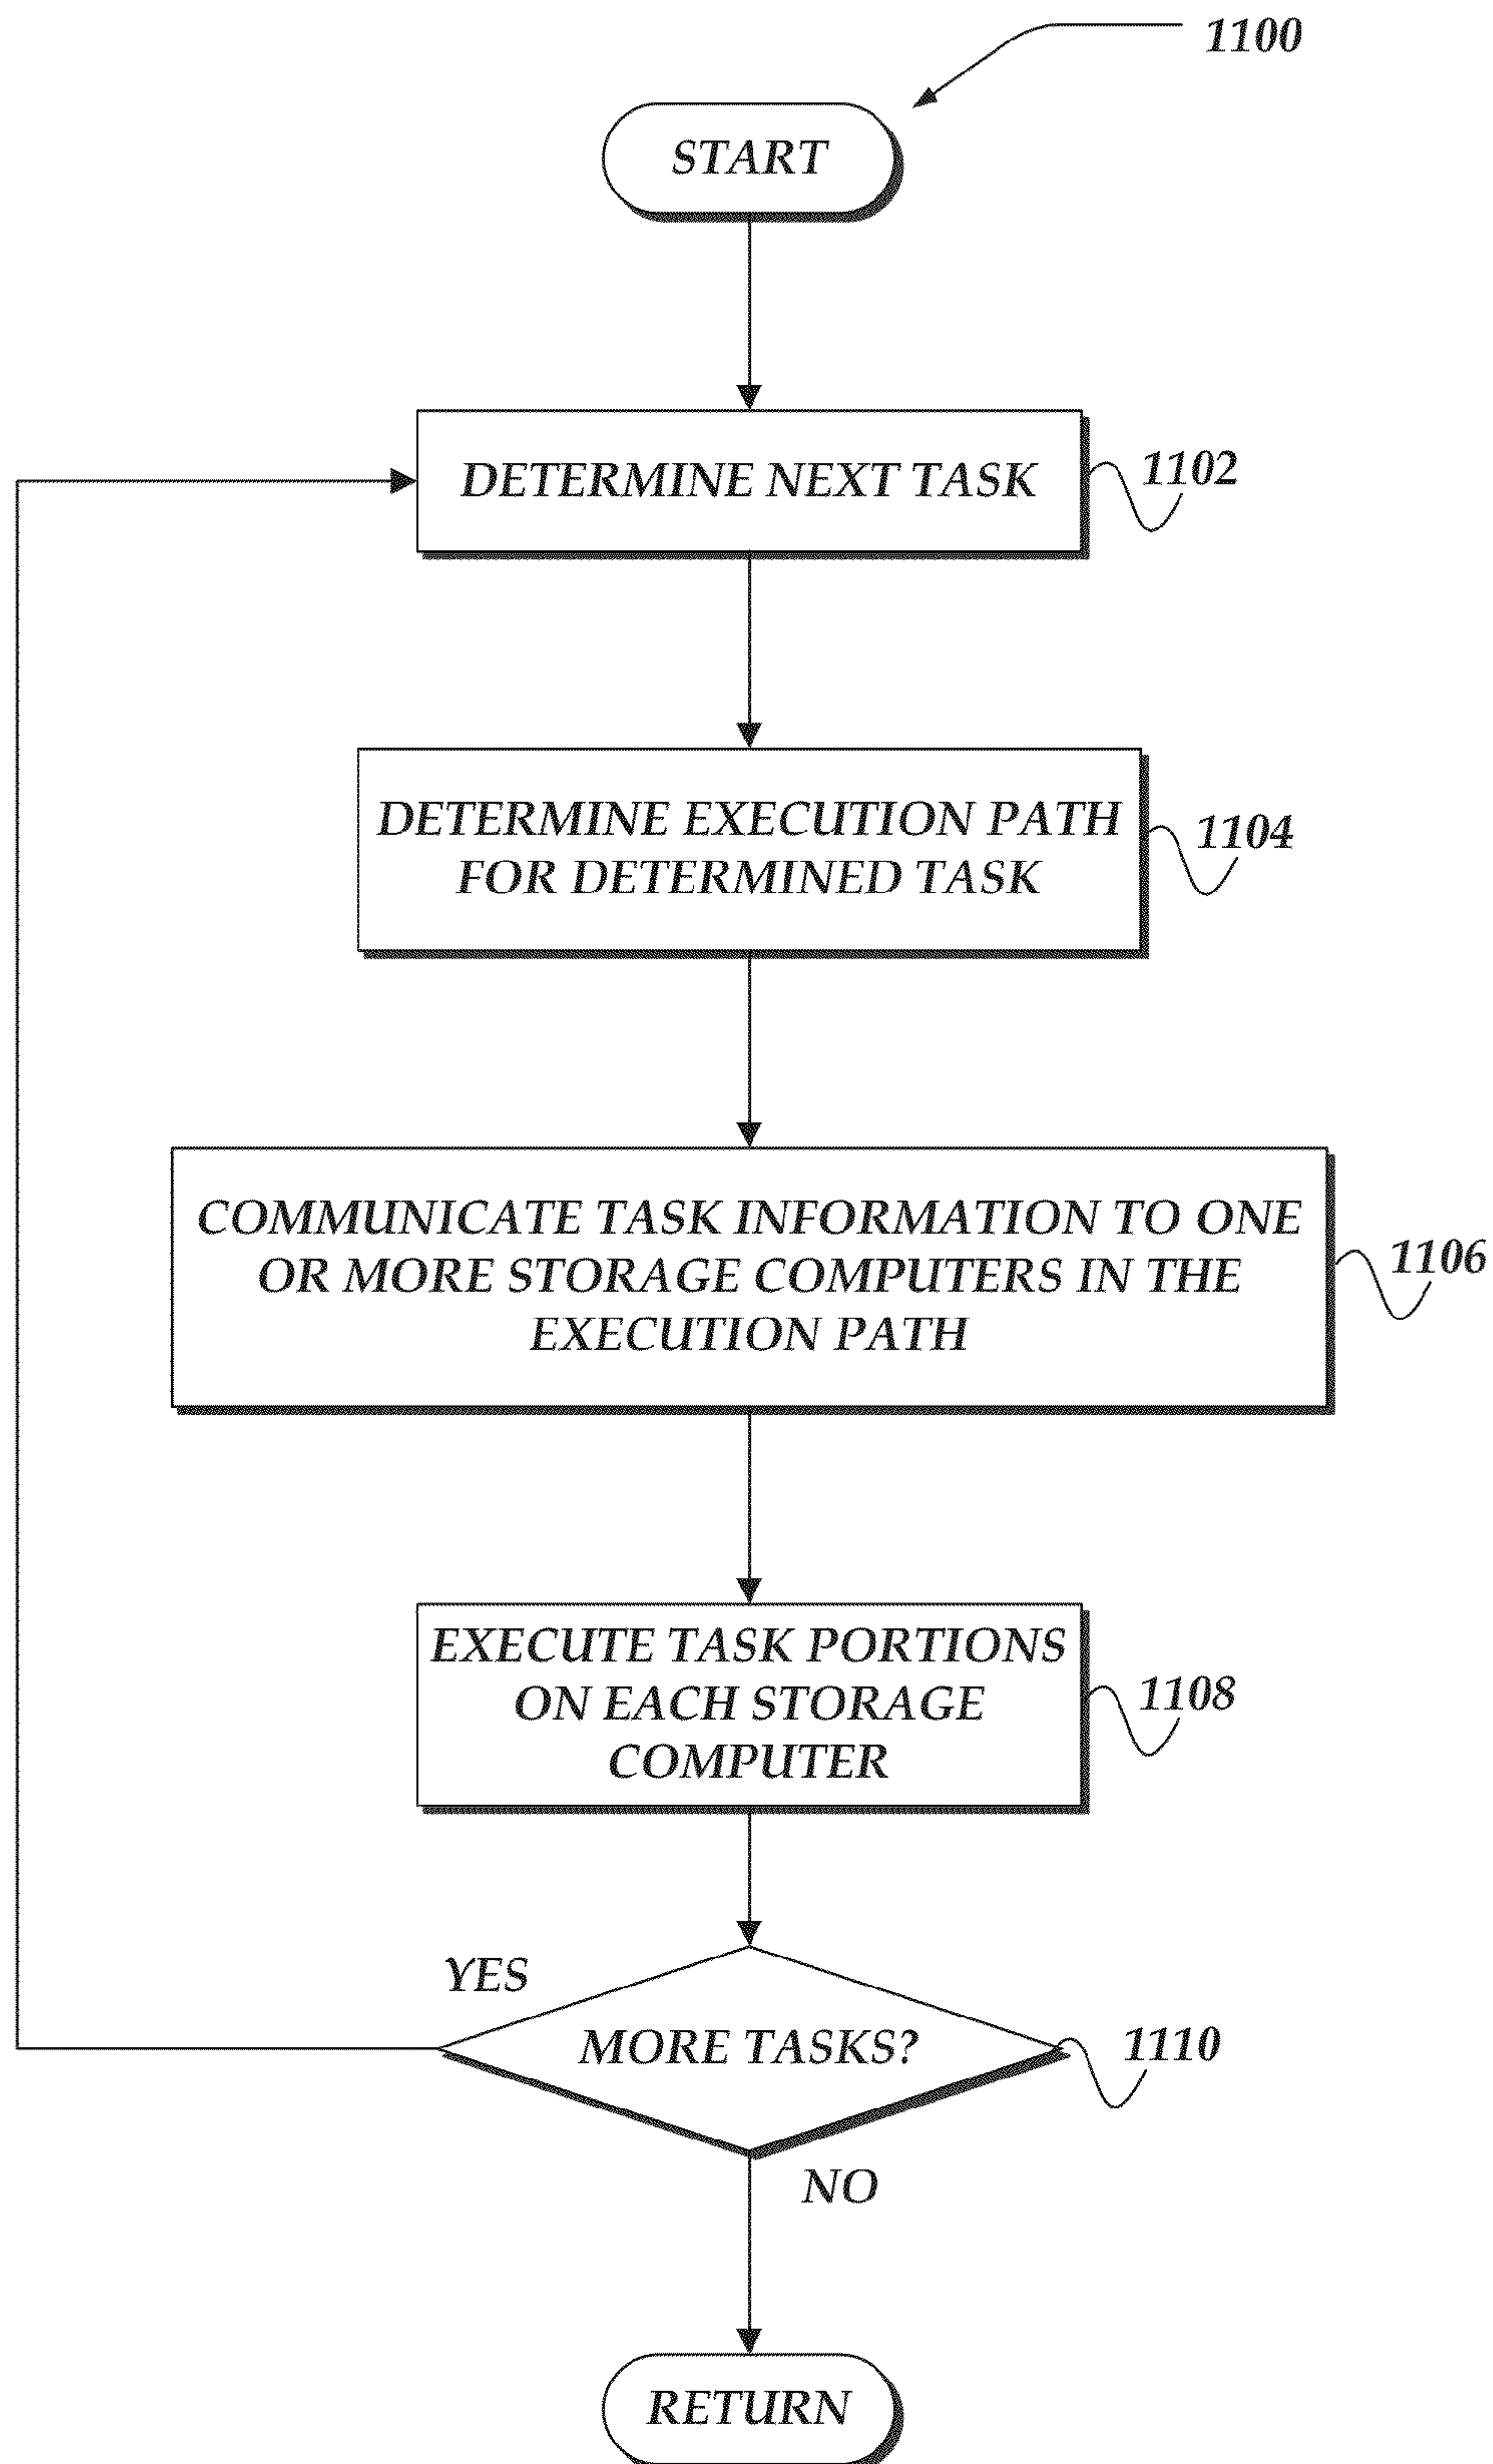 1100
START
DETERMINE NEXT TASK
1102
DETERMINE EXECUTION PATH
FOR DETERMINED TASK
1104
COMMUNICATE TASK INFORMATION TO ONE
OR MORE STORAGE COMPUTERS IN THE
EXECUTION PATH
1106
EXECUTE TASK PORTIONS
ON EACH STORAGE
COMPUTER
1108
YES
MORE TASKS?
1110
NO
RETURN